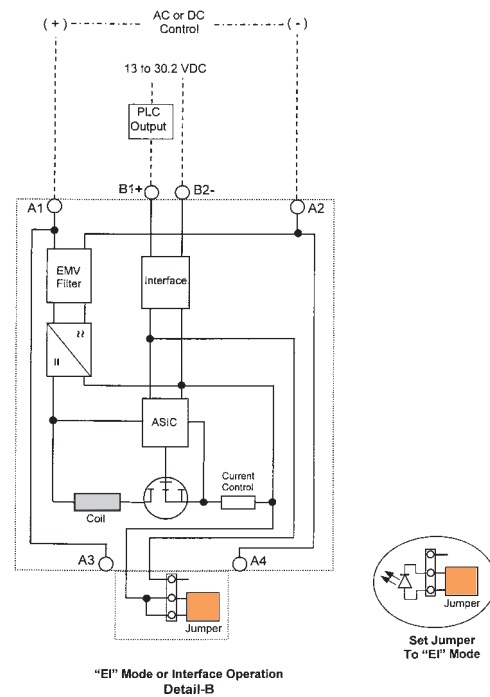 AC or DC
Control
(+)
(-)
13 to 30.2 VDC
PLC
Output
B1+
B2-
A1
A2
EMV
Filter
Interface
ASIC
Current
Control
Coil
A3
A4
Jumper
Jumper
Set Jumper
To "EI" Mode
"EI" Mode or Interface Operation
Detail-B